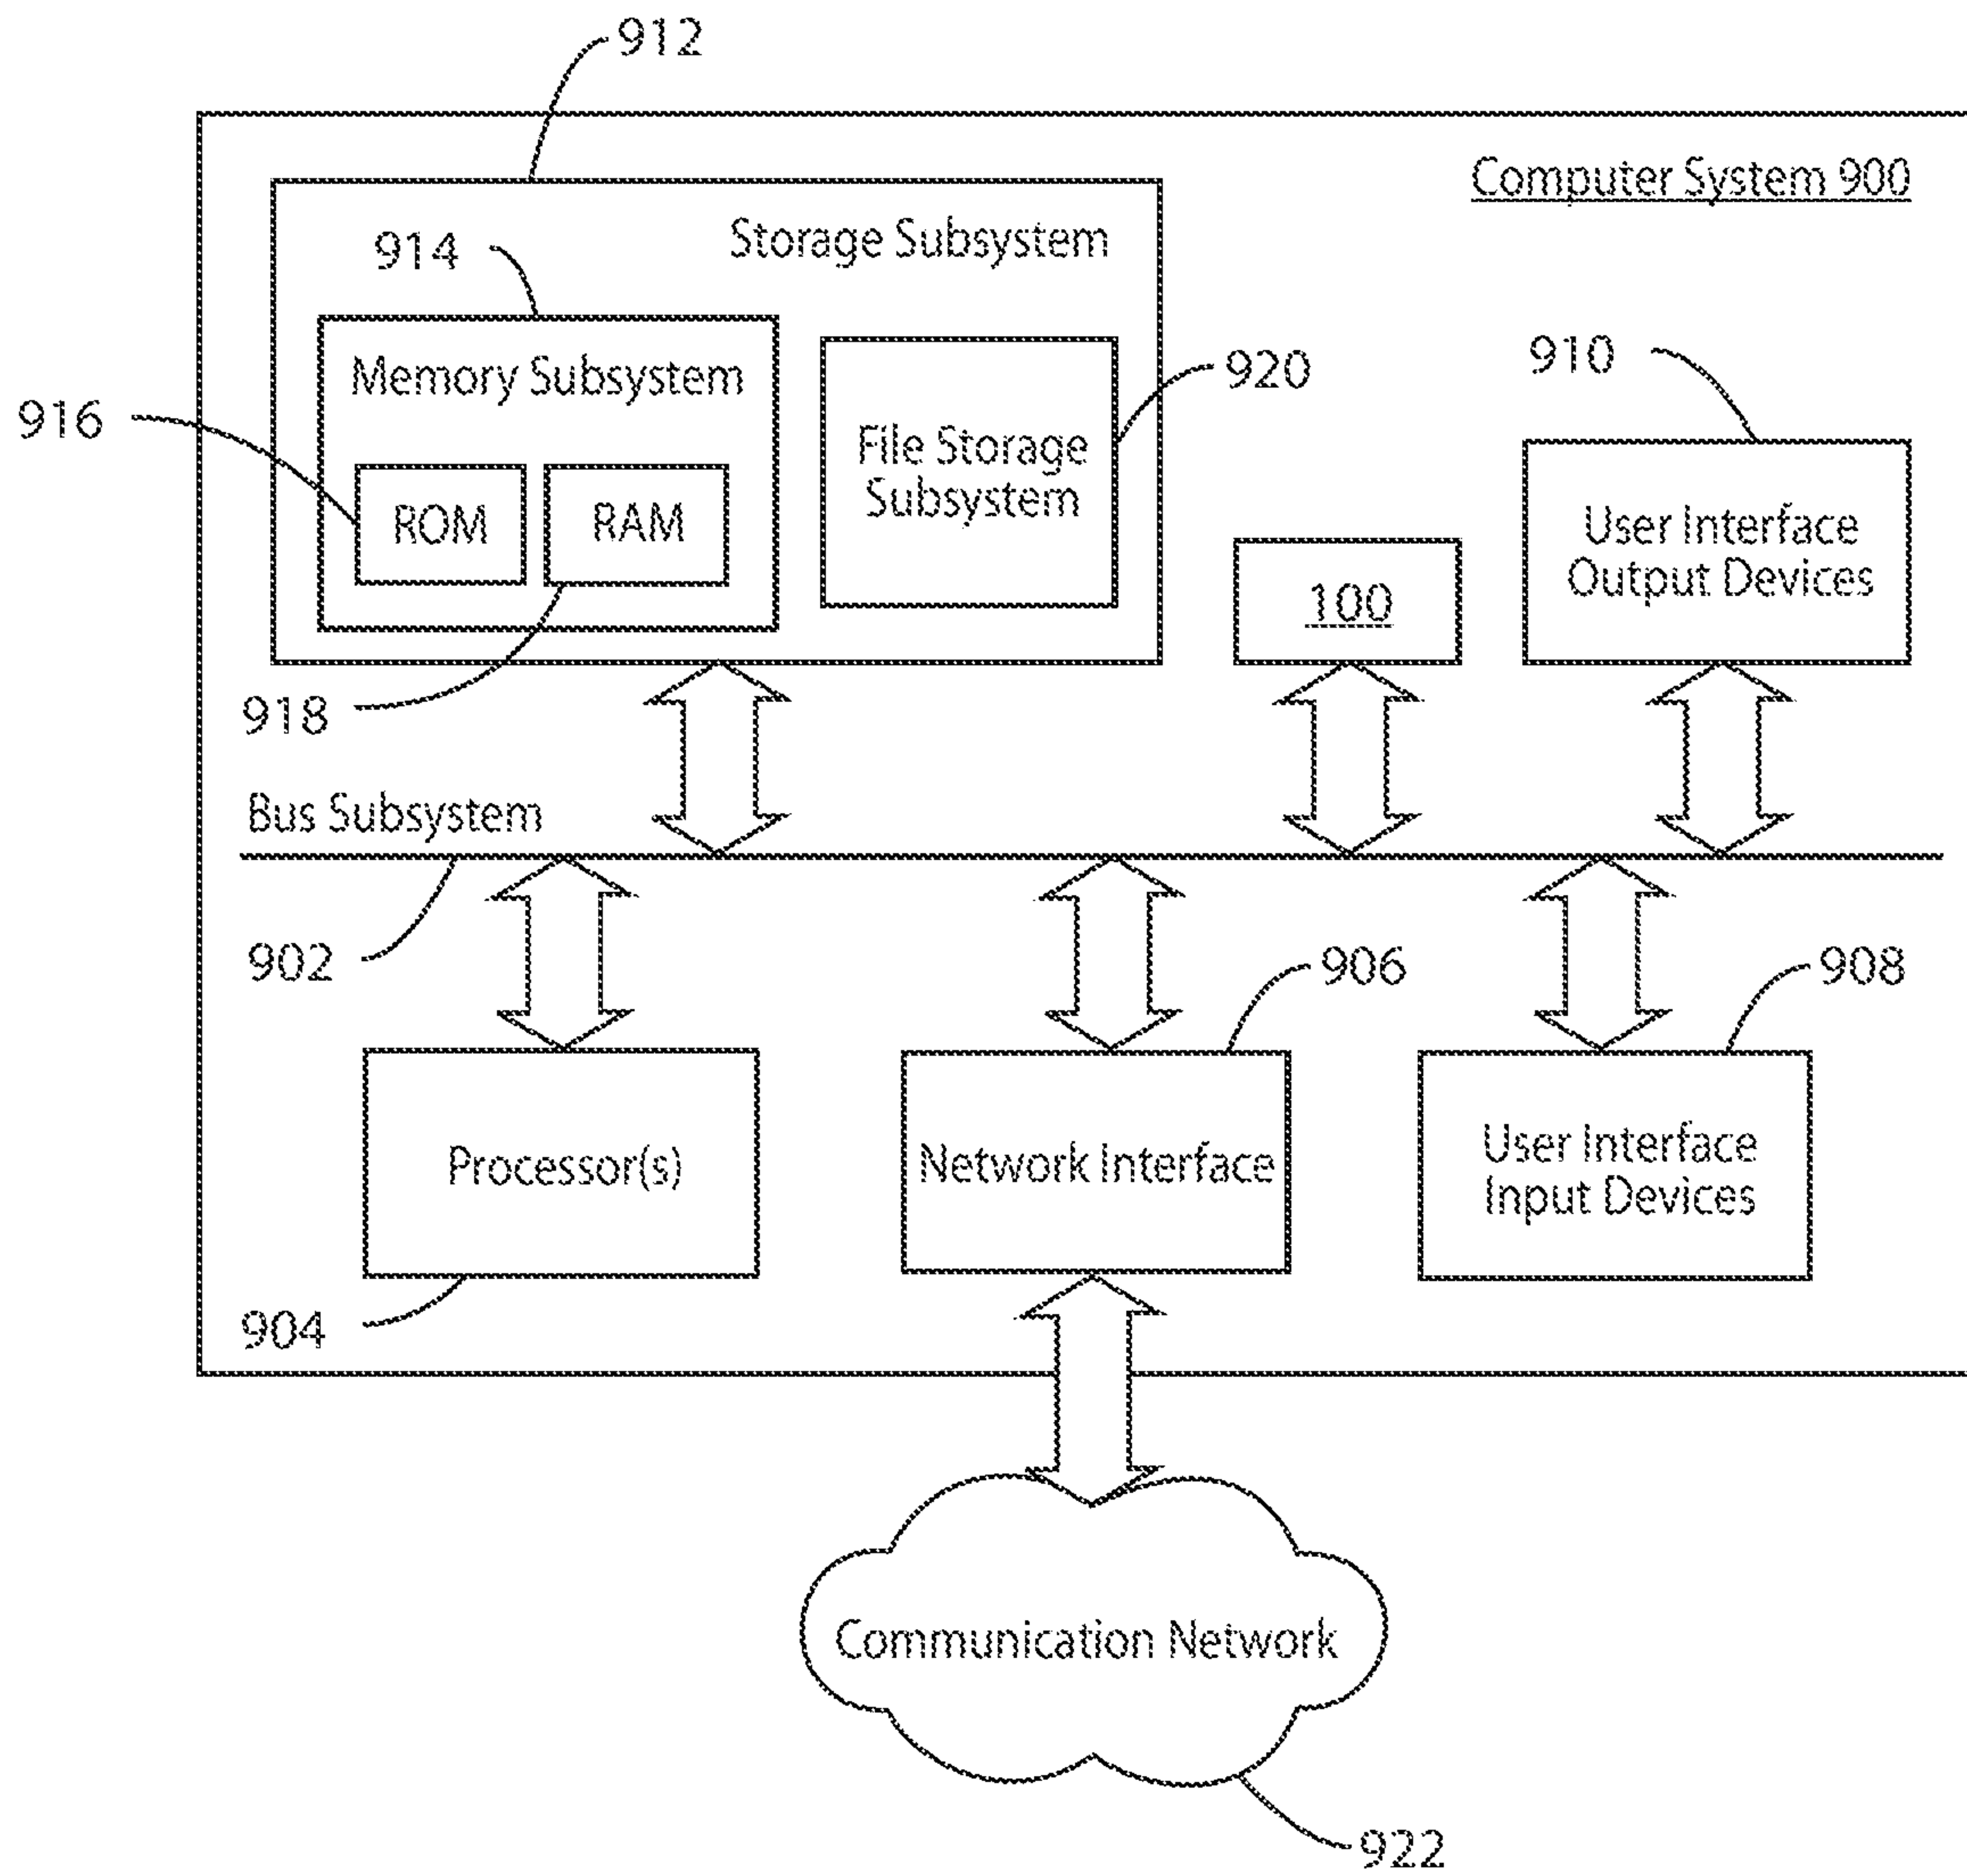 912
Computer System 900
Storage Subsystem
914
Memory Subsystem
920
910
916
File Storage
Subsystem
ROM
RAM
User Interface
Output Devices
100
918
Bus Subsystem
902
906
908
Processor(s)
Network Interface
User Interface
Input Devices
904
Communication Network
922